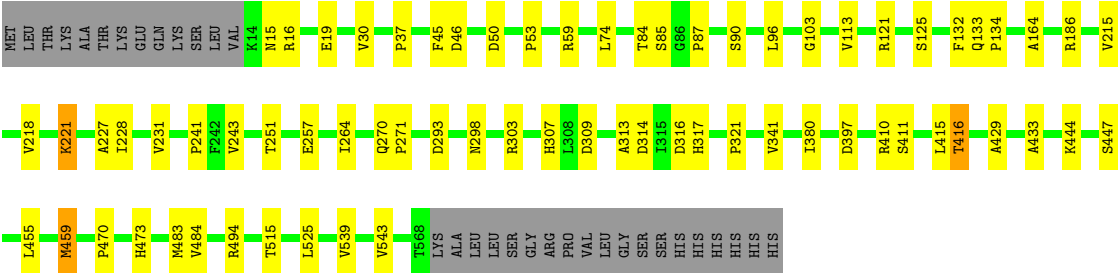 MET LEU THR LYS ALA THR LYS GLU GLN LYS SER LEU VAL K14 N15 R16 E19 V30 P37 F45 D46 D50 P53 R59 L74 T84 S85 G86 P87 S90 L96 G103 V113 R121 S125 F132 Q133 P134 A164 R186 V215
V218 K221 A227 I228 V231 P241 F242 V243 T251 E257 I264 Q270 P271 D293 N298 R303 H307 L308 D309 A313 D314 I315 D316 H317 P321 V341 I380 D397 R410 S411 L415 T416 A429 A433 K444 S447
L455 M459 P470 H473 M483 V484 R494 T515 L525 V539 V543 T568 LYS ALA LEU LEU SER GLY ARG PRO VAL LEU GLY SER SER HIS HIS HIS HIS HIS HIS